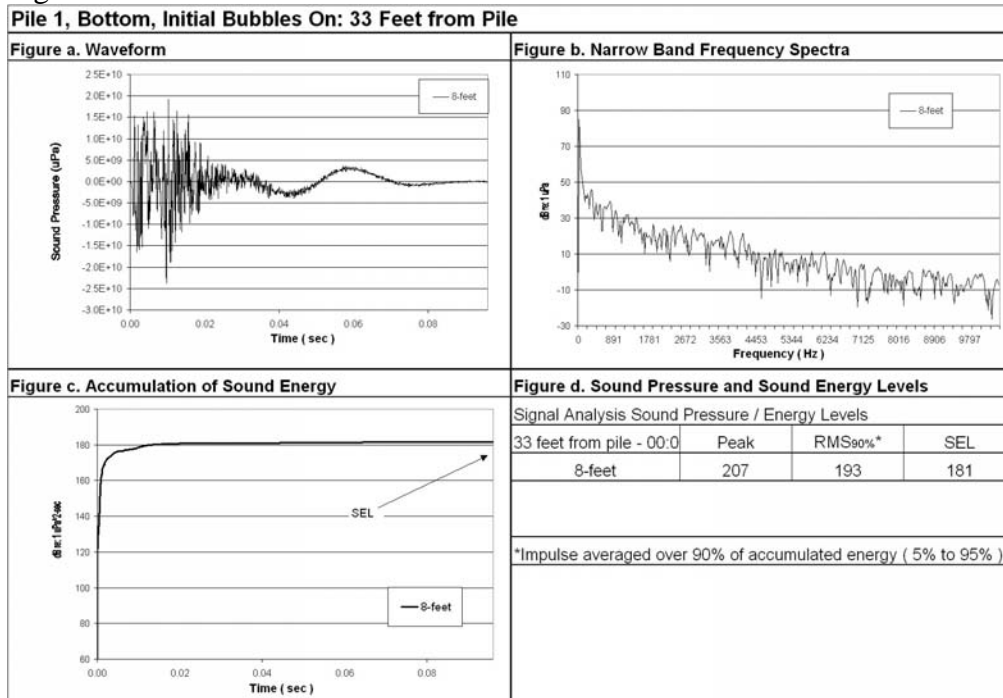 Pile 1, Bottom, Initial Bubbles On: 33 Feet from Pile
Figure a. Waveform
2.5E+10
2.0E+10
1.5E+10
1.0E+10
5.0E+09
0.0E+00
-5.0E+09
-1.0E+10
-1.5E+10
-2.0E+10
-2.5E+10
-3.0E+10
Sound Pressure (uPa)
8-feet
0.00 0.02 0.04 0.06 0.08
Time ( sec )
Figure b. Narrow Band Frequency Spectra
110
90
70
50
30
10
-10
-30
dB re: 1 uPa
8-feet
0 891 1781 2672 3563 4453 5344 6234 7125 8016 8906 9797
Frequency ( Hz )
Figure c. Accumulation of Sound Energy
200
180
160
140
120
100
80
60
dB re: 1 uPa^2-sec
SEL
8-feet
0.00 0.02 0.04 0.06 0.08
Time ( sec )
Figure d. Sound Pressure and Sound Energy Levels
Signal Analysis Sound Pressure / Energy Levels
33 feet from pile - 00:0 Peak RMS90%* SEL
8-feet 207 193 181
*Impulse averaged over 90% of accumulated energy ( 5% to 95% )